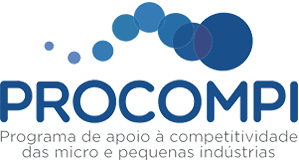 PROCOMPI
Programa de apoio à competitividade
das micro e pequenas indústrias